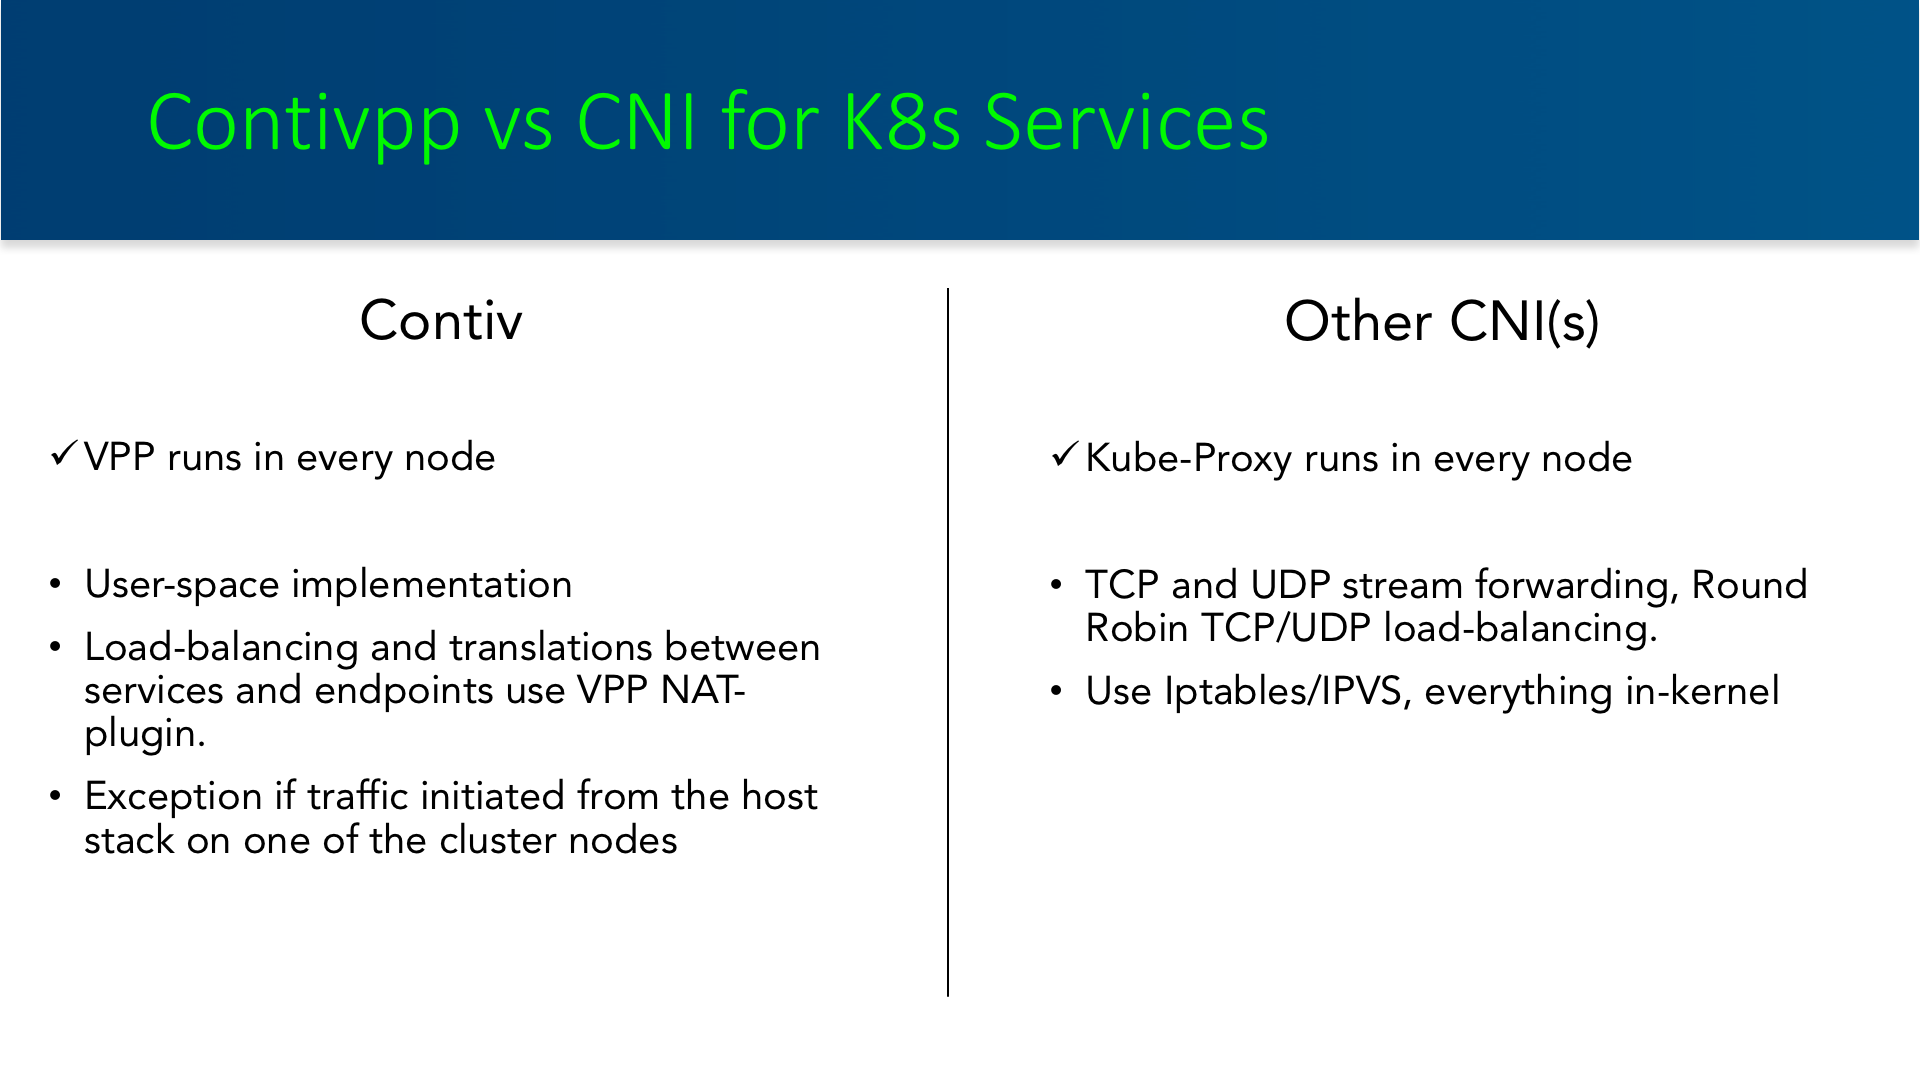 Contivpp vs CNI for K8s Services
Contiv
✓VPP runs in every node
• User-space implementation
• Load-balancing and translations between
services and endpoints use VPP NAT-
plugin.
• Exception if traffic initiated from the host
stack on one of the cluster nodes
Other CNI(s)
✓Kube-Proxy runs in every node
• TCP and UDP stream forwarding, Round
Robin TCP/UDP load-balancing.
• Use Iptables/IPVS, everything in-kernel